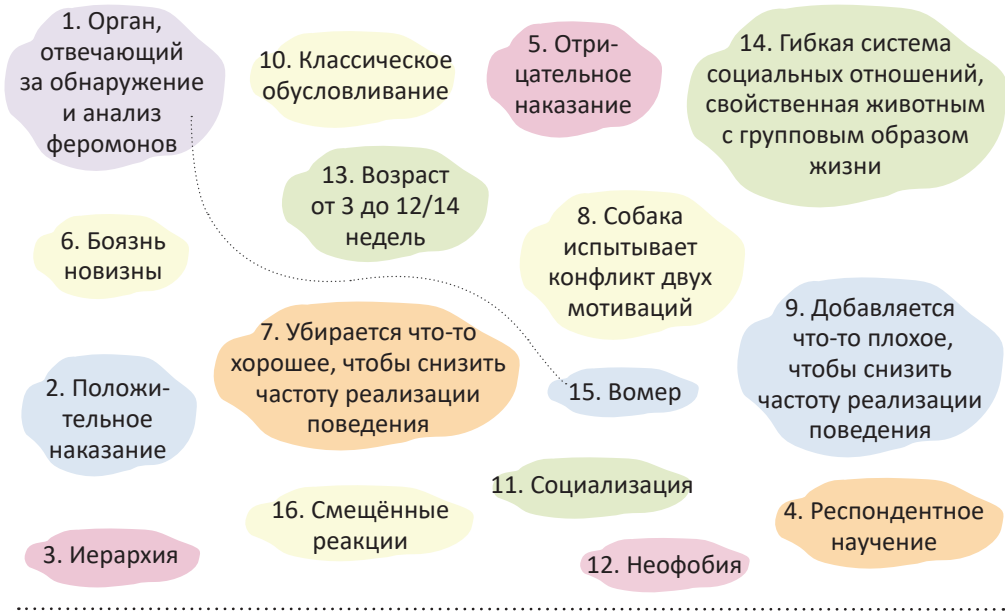 1. Орган,
отвечающий
за обнаружение
и анализ
феромонов
10. Классическое
обусловливание
5. Отри-
цательное
наказание
14. Гибкая система
социальных отношений,
свойственная животным
с групповым образом
жизни
13. Возраст
от 3 до 12/14
недель
6. Боязнь
новизны
8. Собака
испытывает
конфликт двух
мотиваций
7. Убирается что-то
хорошее, чтобы снизить
частоту реализации
поведения
9. Добавляется
что-то плохое,
чтобы снизить
частоту реализации
поведения
2. Положи-
тельное
наказание
15. Вомер
11. Социализация
16. Смещённые
реакции
4. Респондентное
научение
3. Иерархия
12. Неофобия